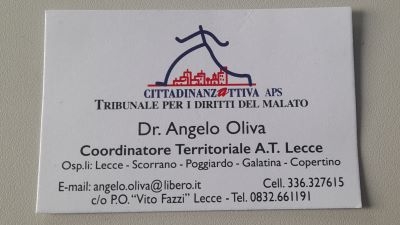 CITTADINANZATTIVA APS
TRIBUNALE PER I DIRITTI DEL MALATO
Dr. Angelo Oliva
Coordinatore Territoriale A.T. Lecce
Osp.li: Lecce - Scorrano - Poggiardo - Galatina - Copertino
E-mail: angelo.oliva@libero.it Cell. 336.327615
c/o P.O. "Vito Fazzi" Lecce - Tel. 0832.661191